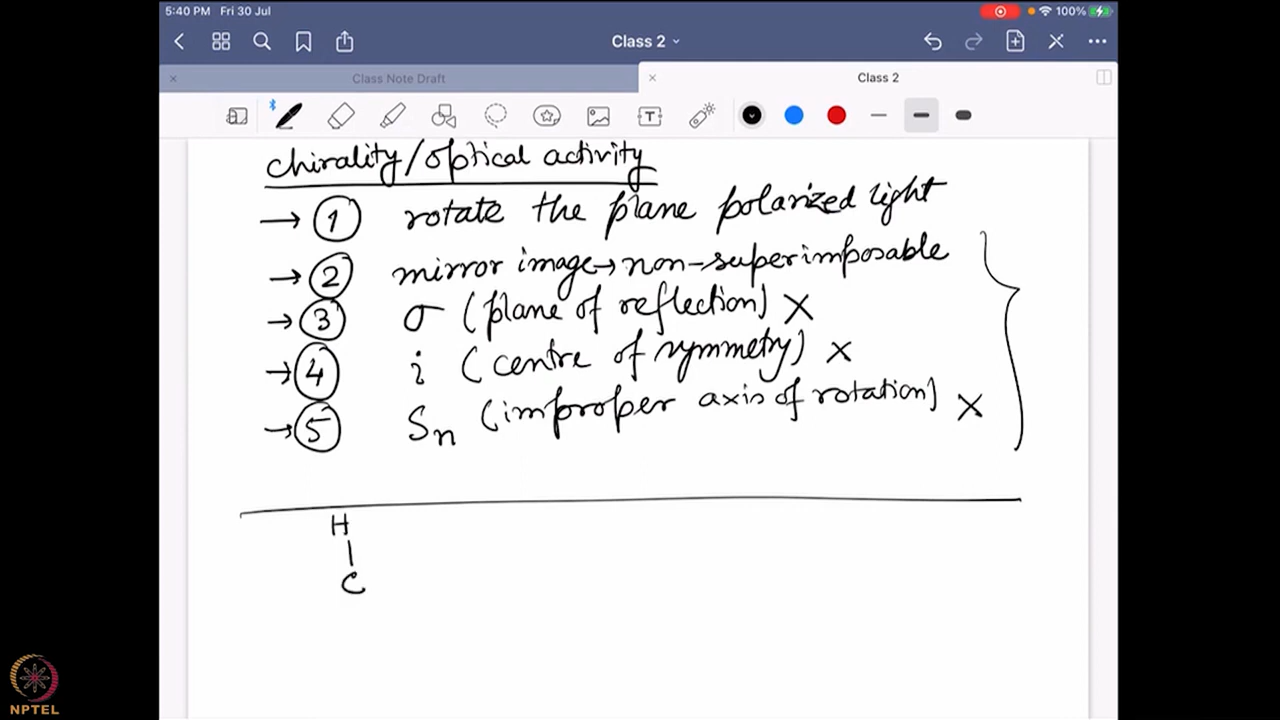 5:40 PM Fri 30 Jul
100%
Class 2
Class Note Draft
Class 2
T
chirality/optical activity
→ 1 rotate the plane polarized light
→ 2 mirror image→non-superimposable
→ 3 σ (plane of reflection) X
→ 4 i (centre of symmetry) X
→ 5 Sn (improper axis of rotation) X
H
C
NPTEL